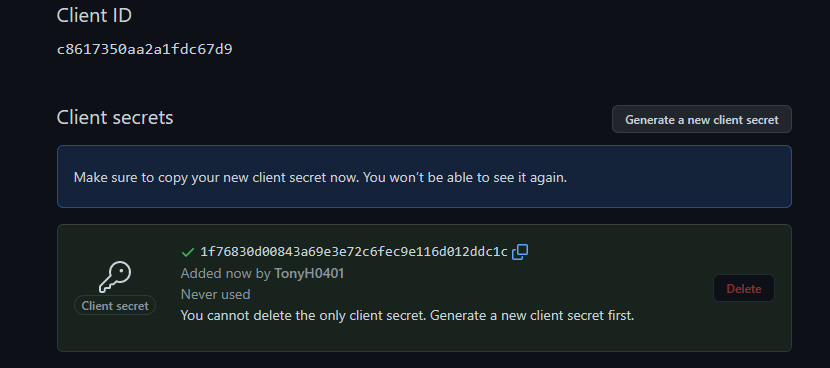 Client ID
c8617350aa2a1fdc67d9
Client secrets
Generate a new client secret
Make sure to copy your new client secret now. You won't be able to see it again.
1f76830d00843a69e3e72c6fec9e116d012ddc1c
Added now by TonyH0401
Never used
Client secret
Delete
You cannot delete the only client secret. Generate a new client secret first.